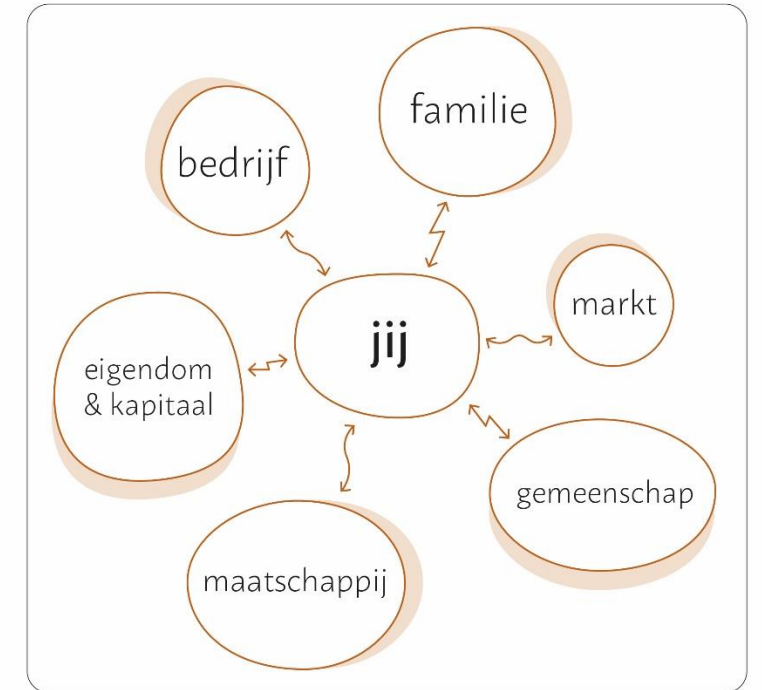 familie
bedrijf
markt
jij
eigendom
& kapitaal
gemeenschap
maatschappij